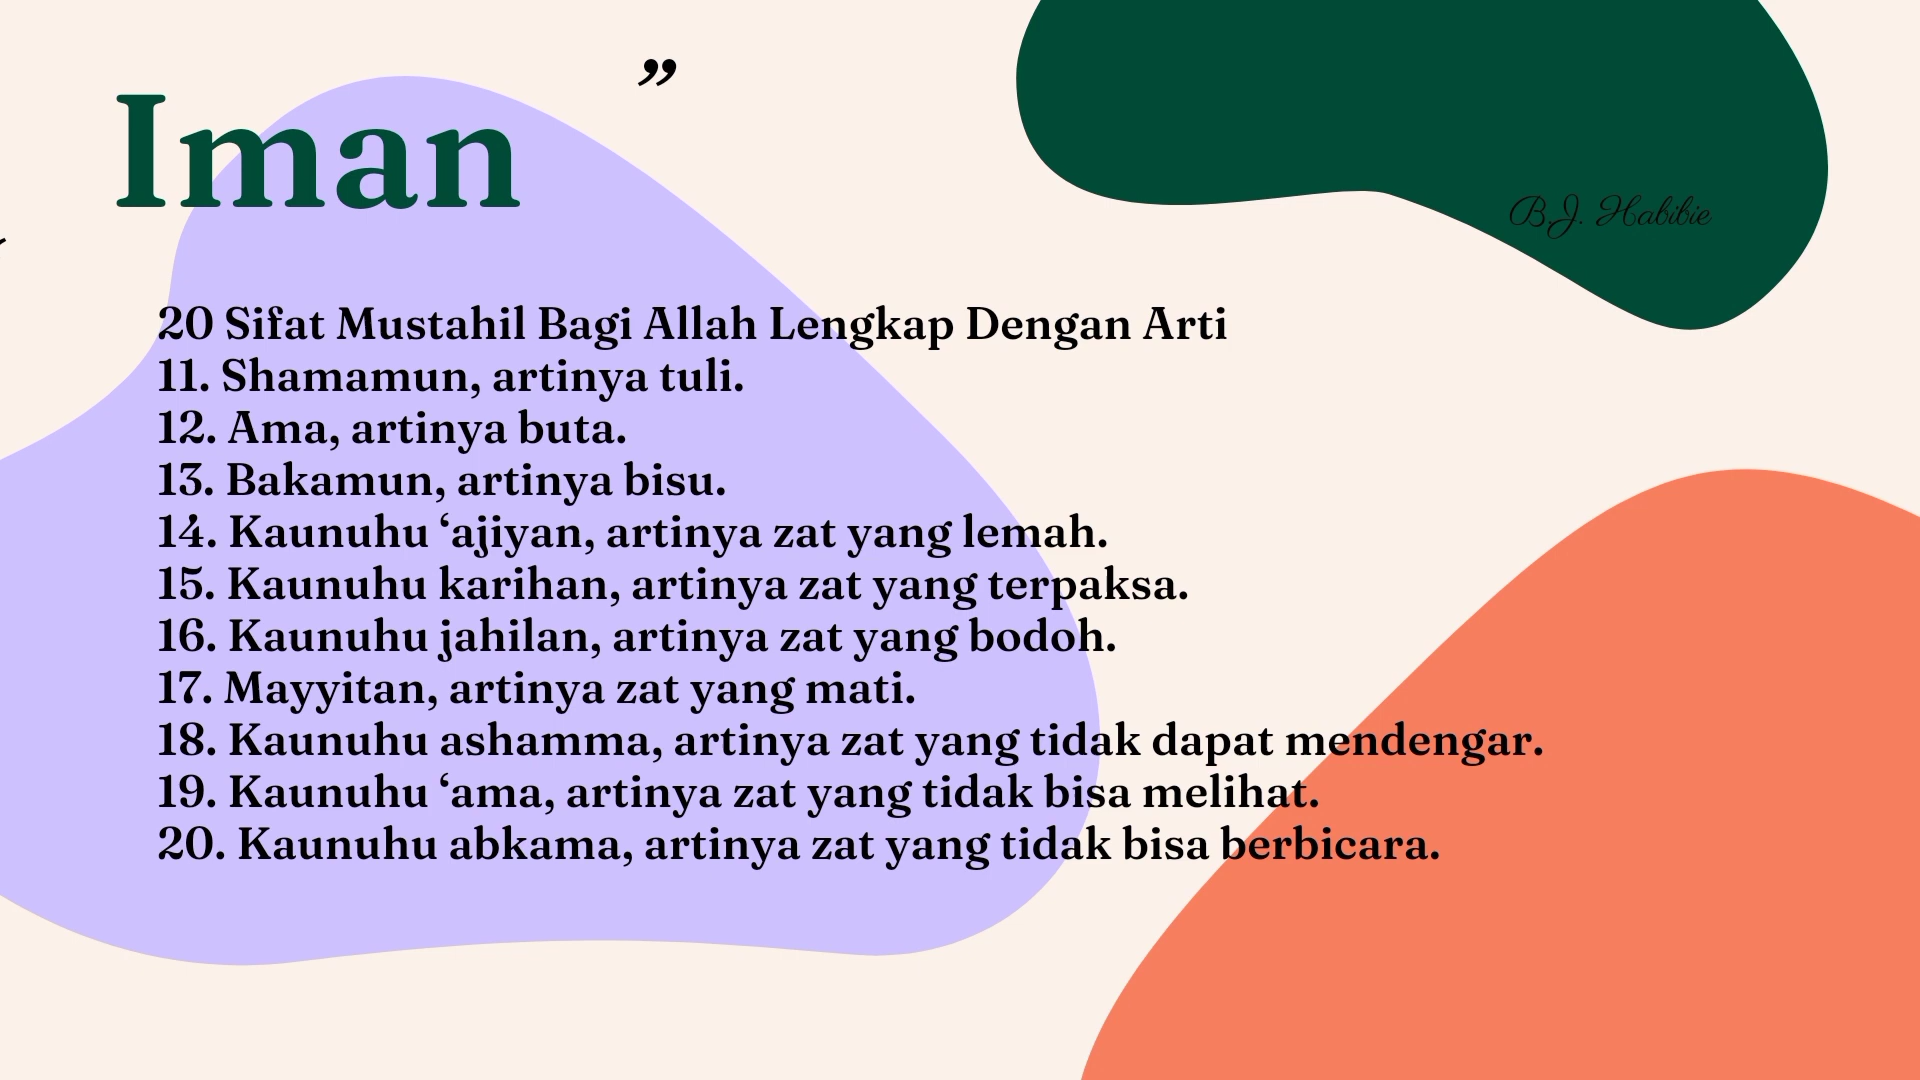 ”
Iman
B.J. Habibie
20 Sifat Mustahil Bagi Allah Lengkap Dengan Arti
11. Shamamun, artinya tuli.
12. Ama, artinya buta.
13. Bakamun, artinya bisu.
14. Kaunuhu ‘ajiyan, artinya zat yang lemah.
15. Kaunuhu karihan, artinya zat yang terpaksa.
16. Kaunuhu jahilan, artinya zat yang bodoh.
17. Mayyitan, artinya zat yang mati.
18. Kaunuhu ashamma, artinya zat yang tidak dapat mendengar.
19. Kaunuhu ‘ama, artinya zat yang tidak bisa melihat.
20. Kaunuhu abkama, artinya zat yang tidak bisa berbicara.